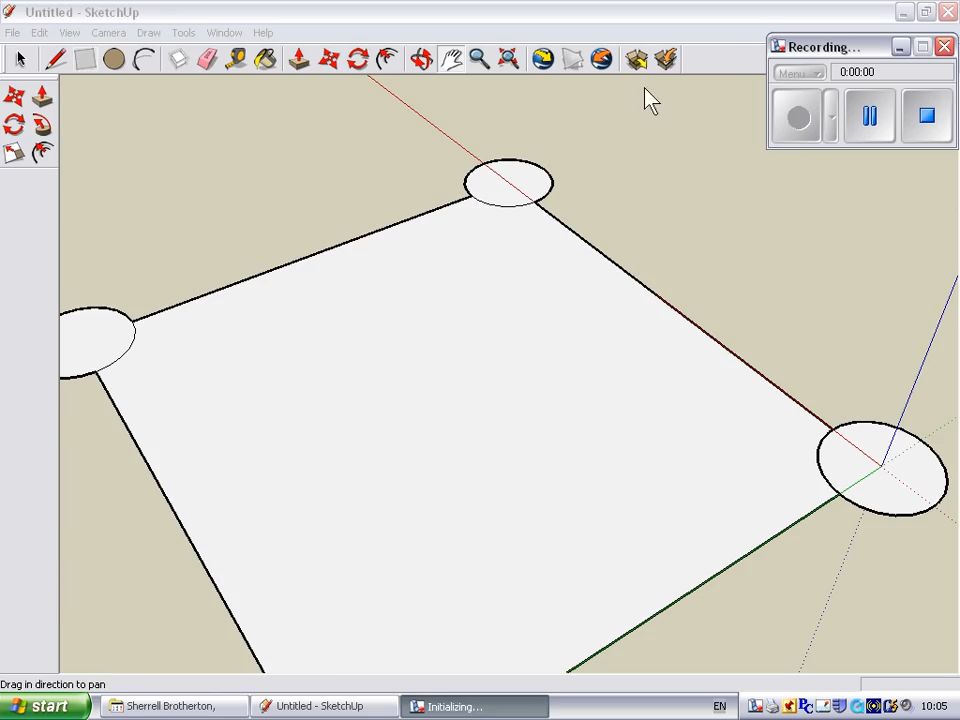 Untitled - SketchUp
File Edit View Camera Draw Tools Window Help
Recording...
Menu
0:00:00
Drag in direction to pan
start
Sherrell Brotherton,
Untitled - SketchUp
Initializing...
EN
10:05